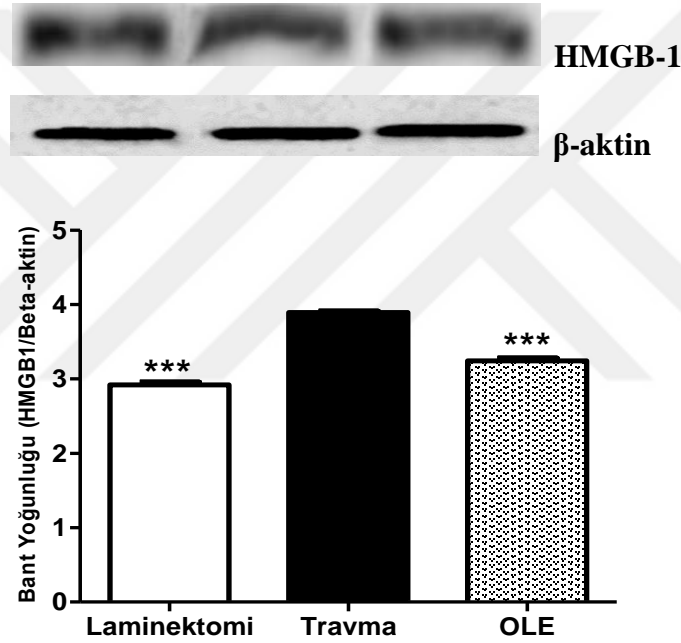 HMGB-1
β-aktin
Bant Yoğunluğu (HMGB1/Beta-aktin)
5
4
3
2
1
0
***
***
Laminektomi Travma OLE